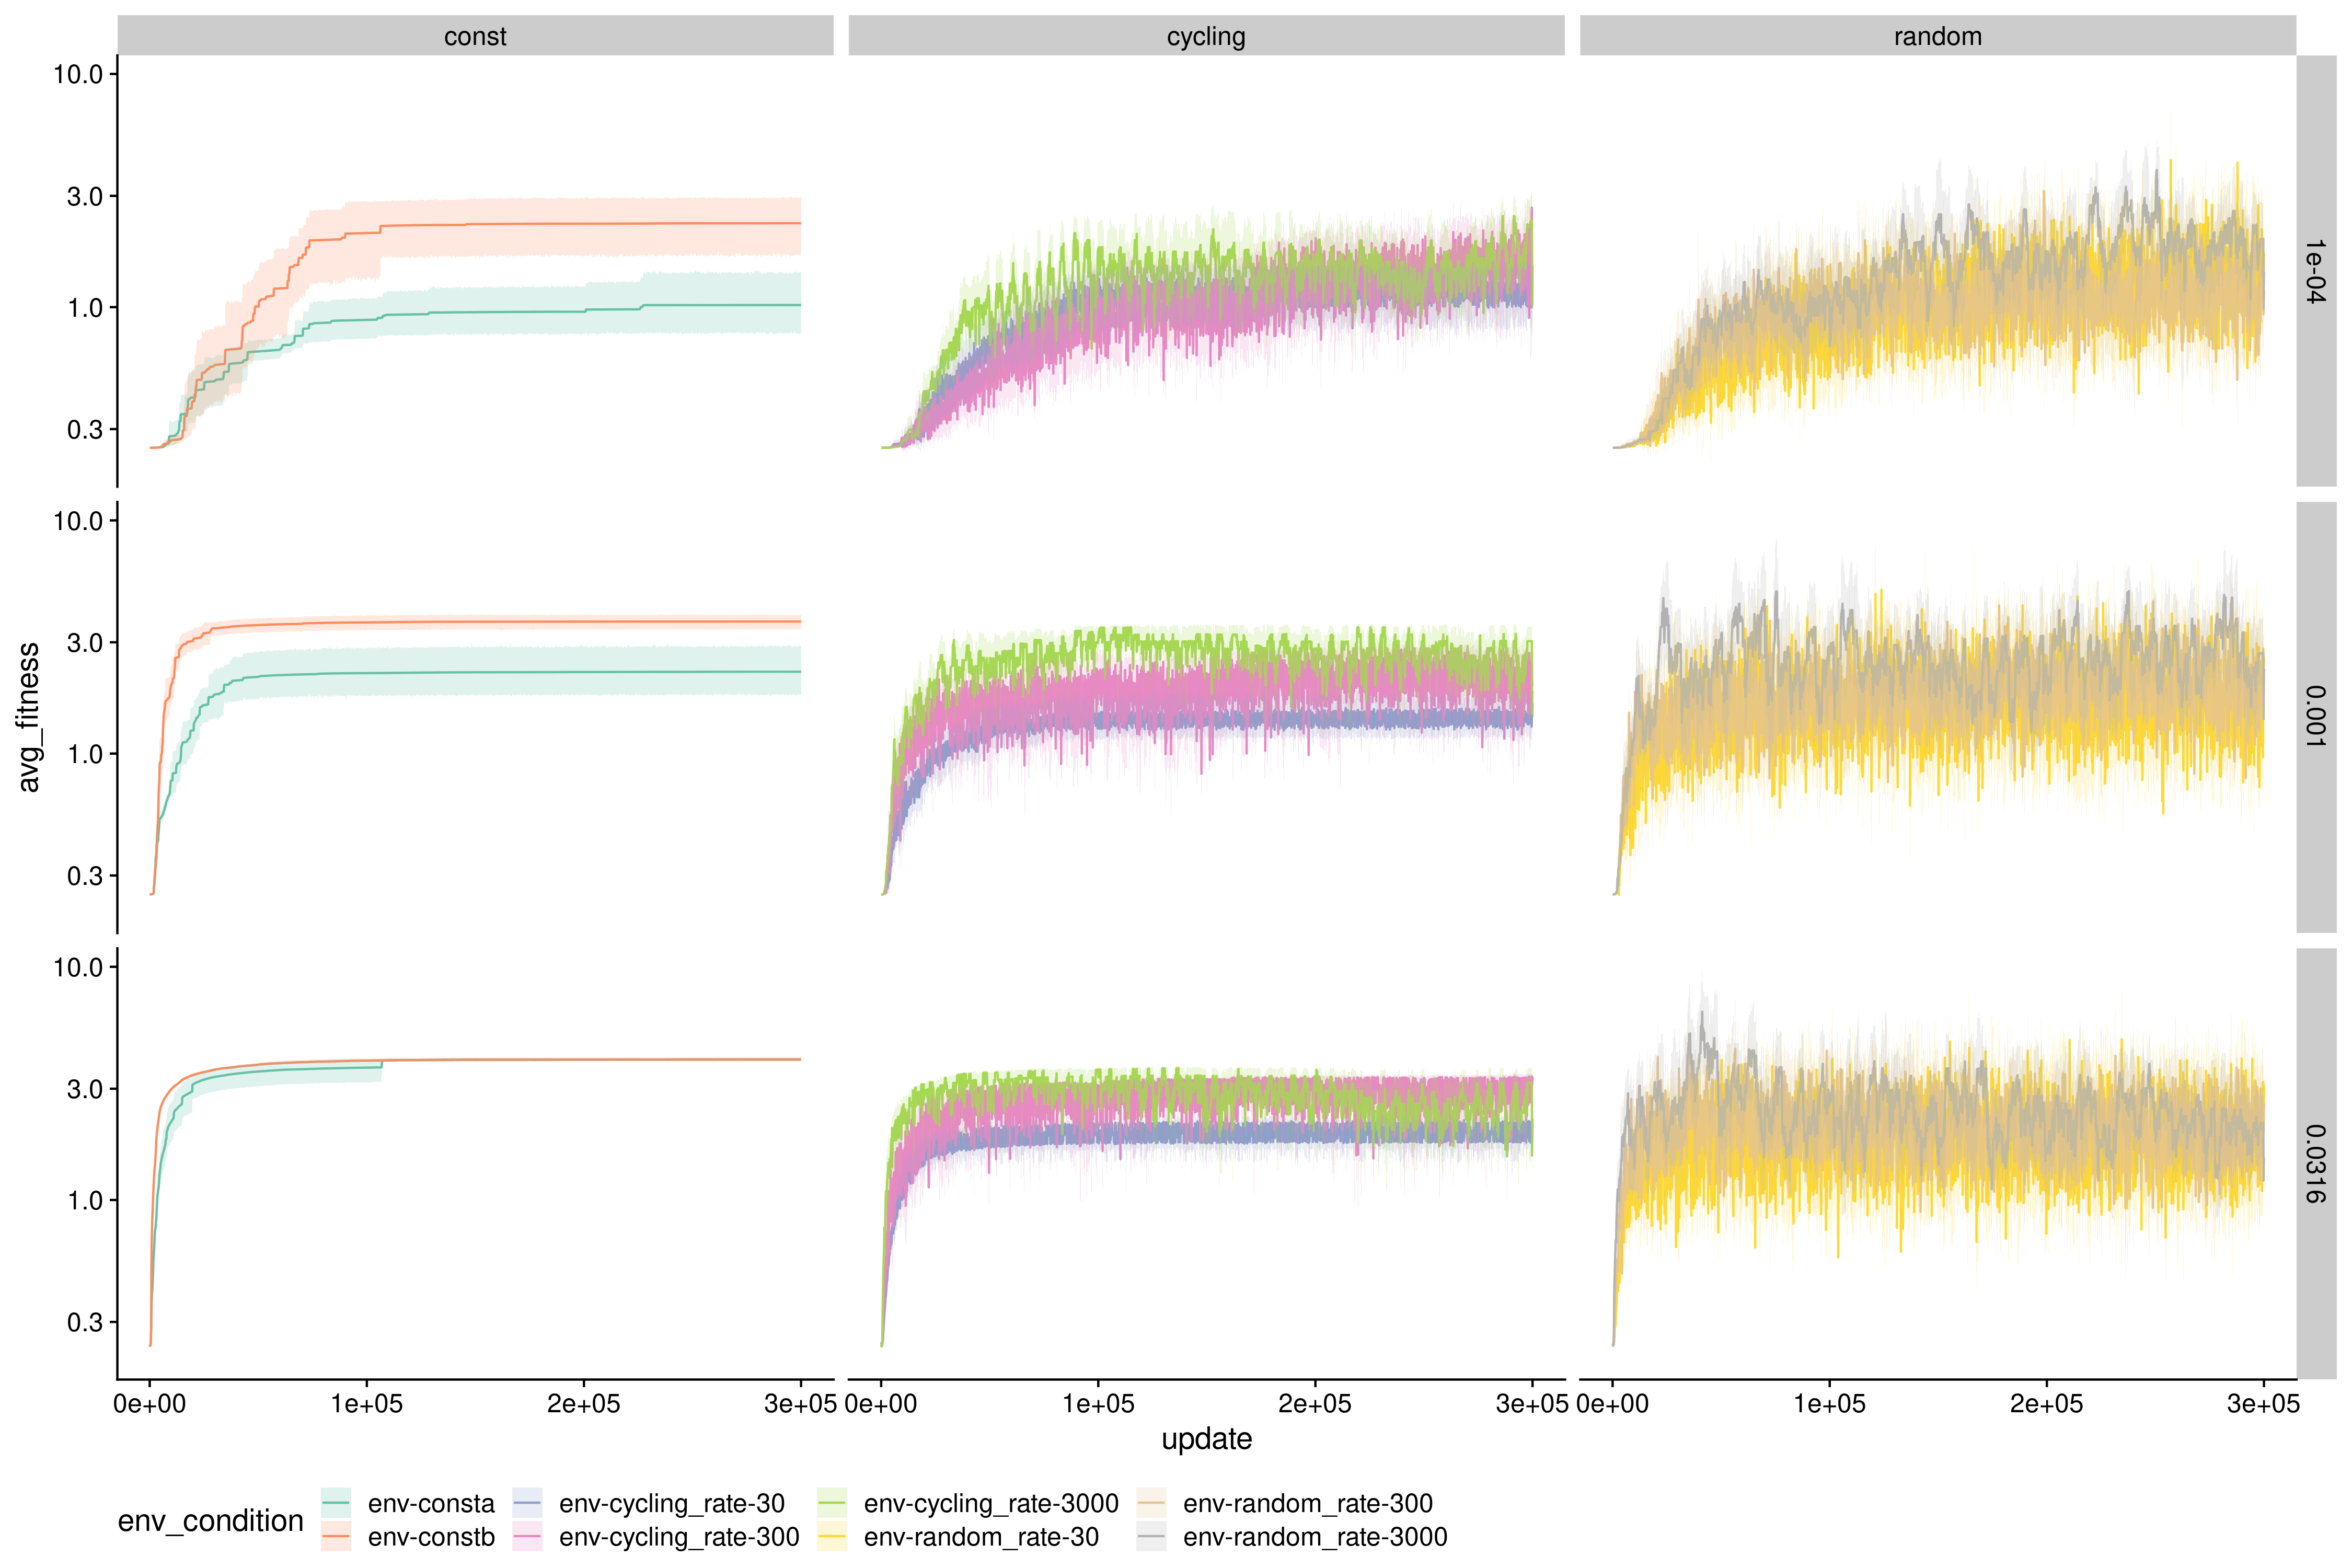 const cycling random
10.0
3.0
1.0
0.3
1e-04
10.0
3.0
1.0
0.3
0.001
10.0
3.0
1.0
0.3
0.0316
avg_fitness
0e+00 1e+05 2e+05 3e+05 0e+00 1e+05 2e+05 3e+05 0e+00 1e+05 2e+05 3e+05
update
env_condition
env-consta env-cycling_rate-30 env-cycling_rate-3000 env-random_rate-300
env-constb env-cycling_rate-300 env-random_rate-30 env-random_rate-3000